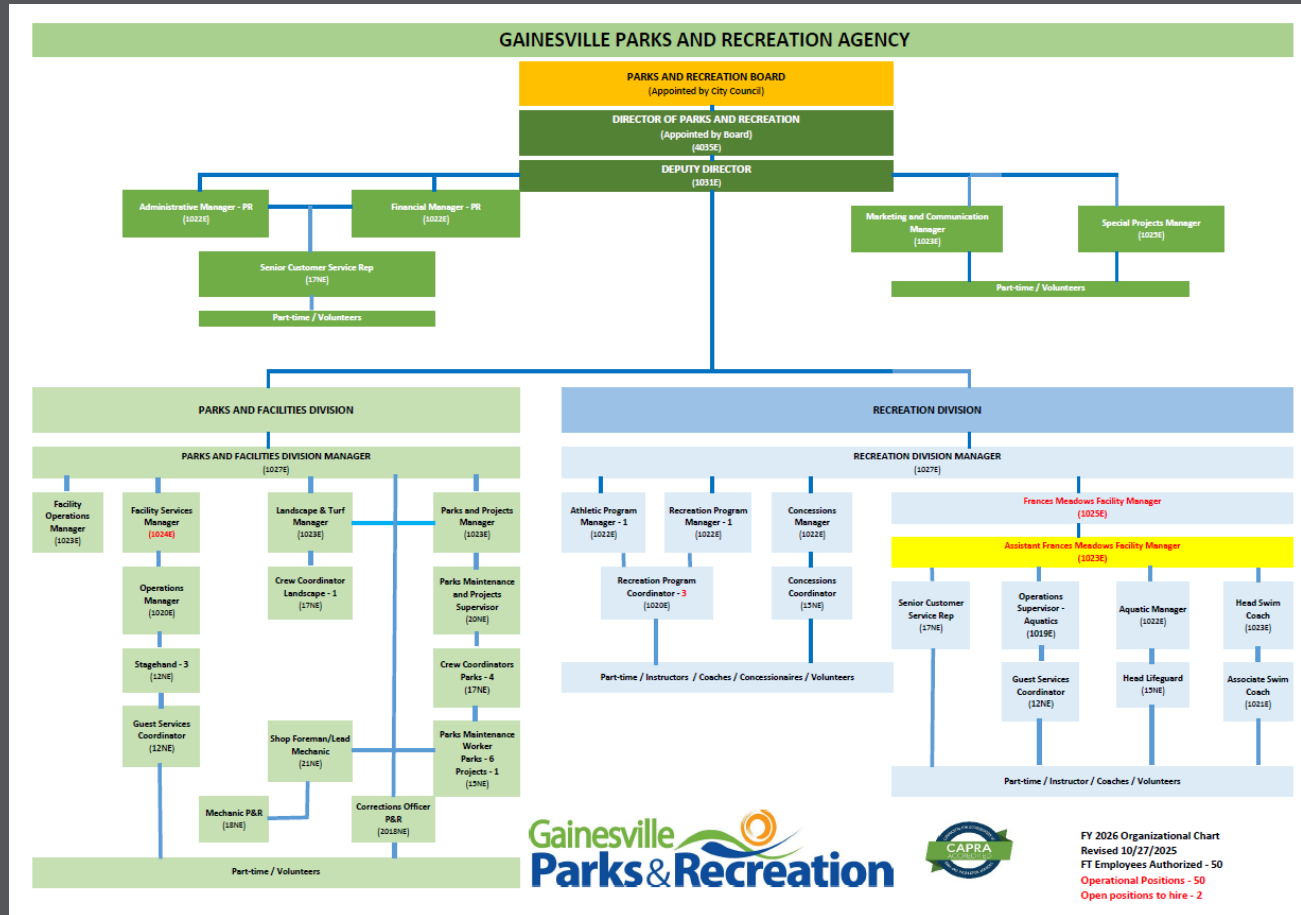 GAINESVILLE PARKS AND RECREATION AGENCY
PARKS AND RECREATION BOARD
(Appointed by City Council)
DIRECTOR OF PARKS AND RECREATION
(Appointed by Board)
(4035E)
DEPUTY DIRECTOR
(1031E)
Administrative Manager - PR
(1022E)
Financial Manager - PR
(1022E)
Senior Customer Service Rep
(17NE)
Part-time / Volunteers
Marketing and Communication
Manager
(1023E)
Special Projects Manager
(1025E)
Part-time / Volunteers
PARKS AND FACILITIES DIVISION
PARKS AND FACILITIES DIVISION MANAGER
(1027E)
Facility
Operations
Manager
(1023E)
Facility Services
Manager
(1024E)
Operations
Manager
(1020E)
Stagehand - 3
(12NE)
Guest Services
Coordinator
(12NE)
Landscape & Turf
Manager
(1023E)
Crew Coordinator
Landscape - 1
(17NE)
Parks and Projects
Manager
(1023E)
Parks Maintenance
and Projects
Supervisor
(20NE)
Crew Coordinators
Parks - 4
(17NE)
Parks Maintenance
Worker
Parks - 6
Projects - 1
(15NE)
Shop Foreman/Lead
Mechanic
(21NE)
Mechanic P&R
(18NE)
Corrections Officer
P&R
(2018NE)
Part-time / Volunteers
RECREATION DIVISION
RECREATION DIVISION MANAGER
(1027E)
Athletic Program
Manager - 1
(1022E)
Recreation Program
Manager - 1
(1022E)
Concessions
Manager
(1022E)
Recreation Program
Coordinator - 3
(1020E)
Concessions
Coordinator
(15NE)
Part-time / Instructors / Coaches / Concessionaires / Volunteers
Frances Meadows Facility Manager
(1025E)
Assistant Frances Meadows Facility Manager
(1023E)
Senior Customer
Service Rep
(17NE)
Operations
Supervisor -
Aquatics
(1019E)
Guest Services
Coordinator
(12NE)
Aquatic Manager
(1022E)
Head Lifeguard
(15NE)
Head Swim
Coach
(1023E)
Associate Swim
Coach
(1021E)
Part-time / Instructor / Coaches / Volunteers
Gainesville
Parks&Recreation
CAPRA
ACCREDITED
FY 2026 Organizational Chart
Revised 10/27/2025
FT Employees Authorized - 50
Operational Positions - 50
Open positions to hire - 2